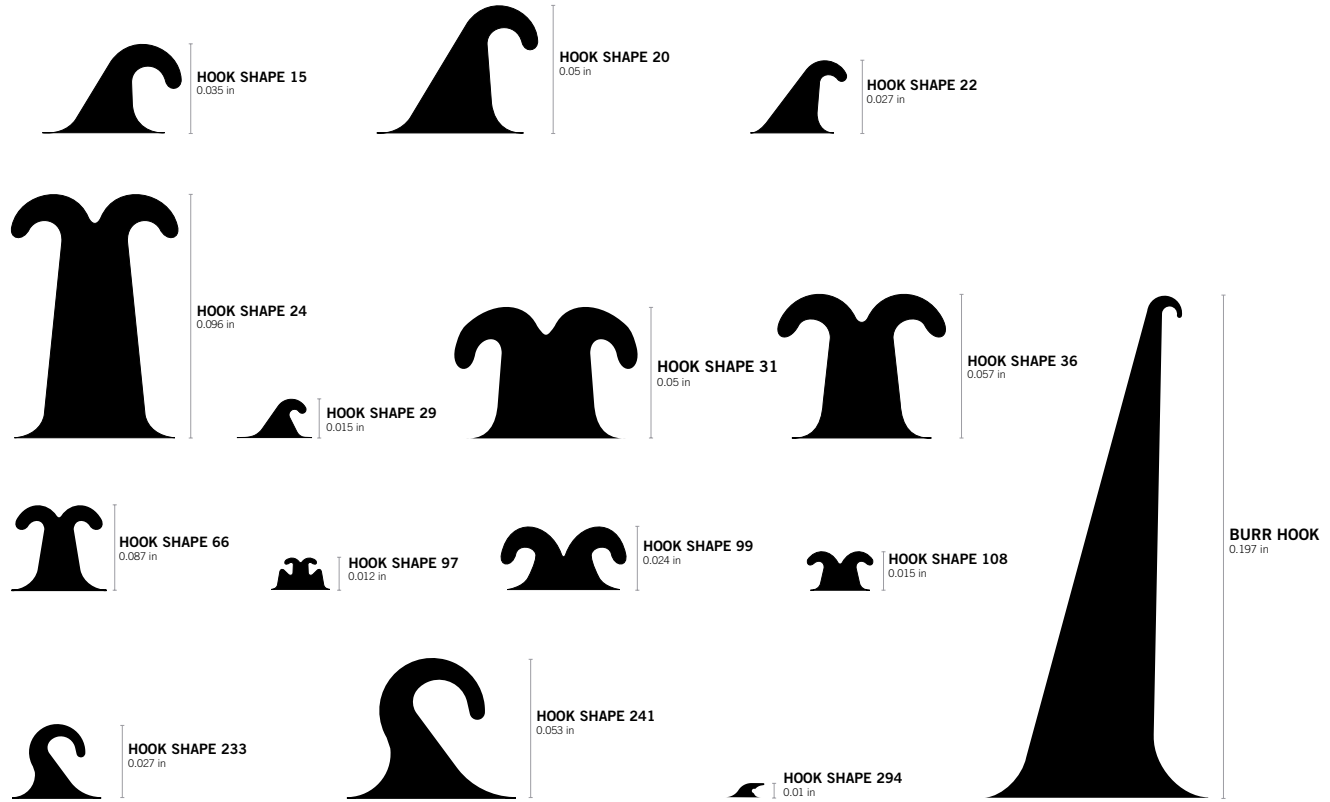 HOOK SHAPE 15
0.035 in
HOOK SHAPE 20
0.05 in
HOOK SHAPE 22
0.027 in
HOOK SHAPE 24
0.096 in
HOOK SHAPE 29
0.015 in
HOOK SHAPE 31
0.05 in
HOOK SHAPE 36
0.057 in
HOOK SHAPE 66
0.087 in
HOOK SHAPE 97
0.012 in
HOOK SHAPE 99
0.024 in
HOOK SHAPE 108
0.015 in
BURR HOOK
0.197 in
HOOK SHAPE 233
0.027 in
HOOK SHAPE 241
0.053 in
HOOK SHAPE 294
0.01 in